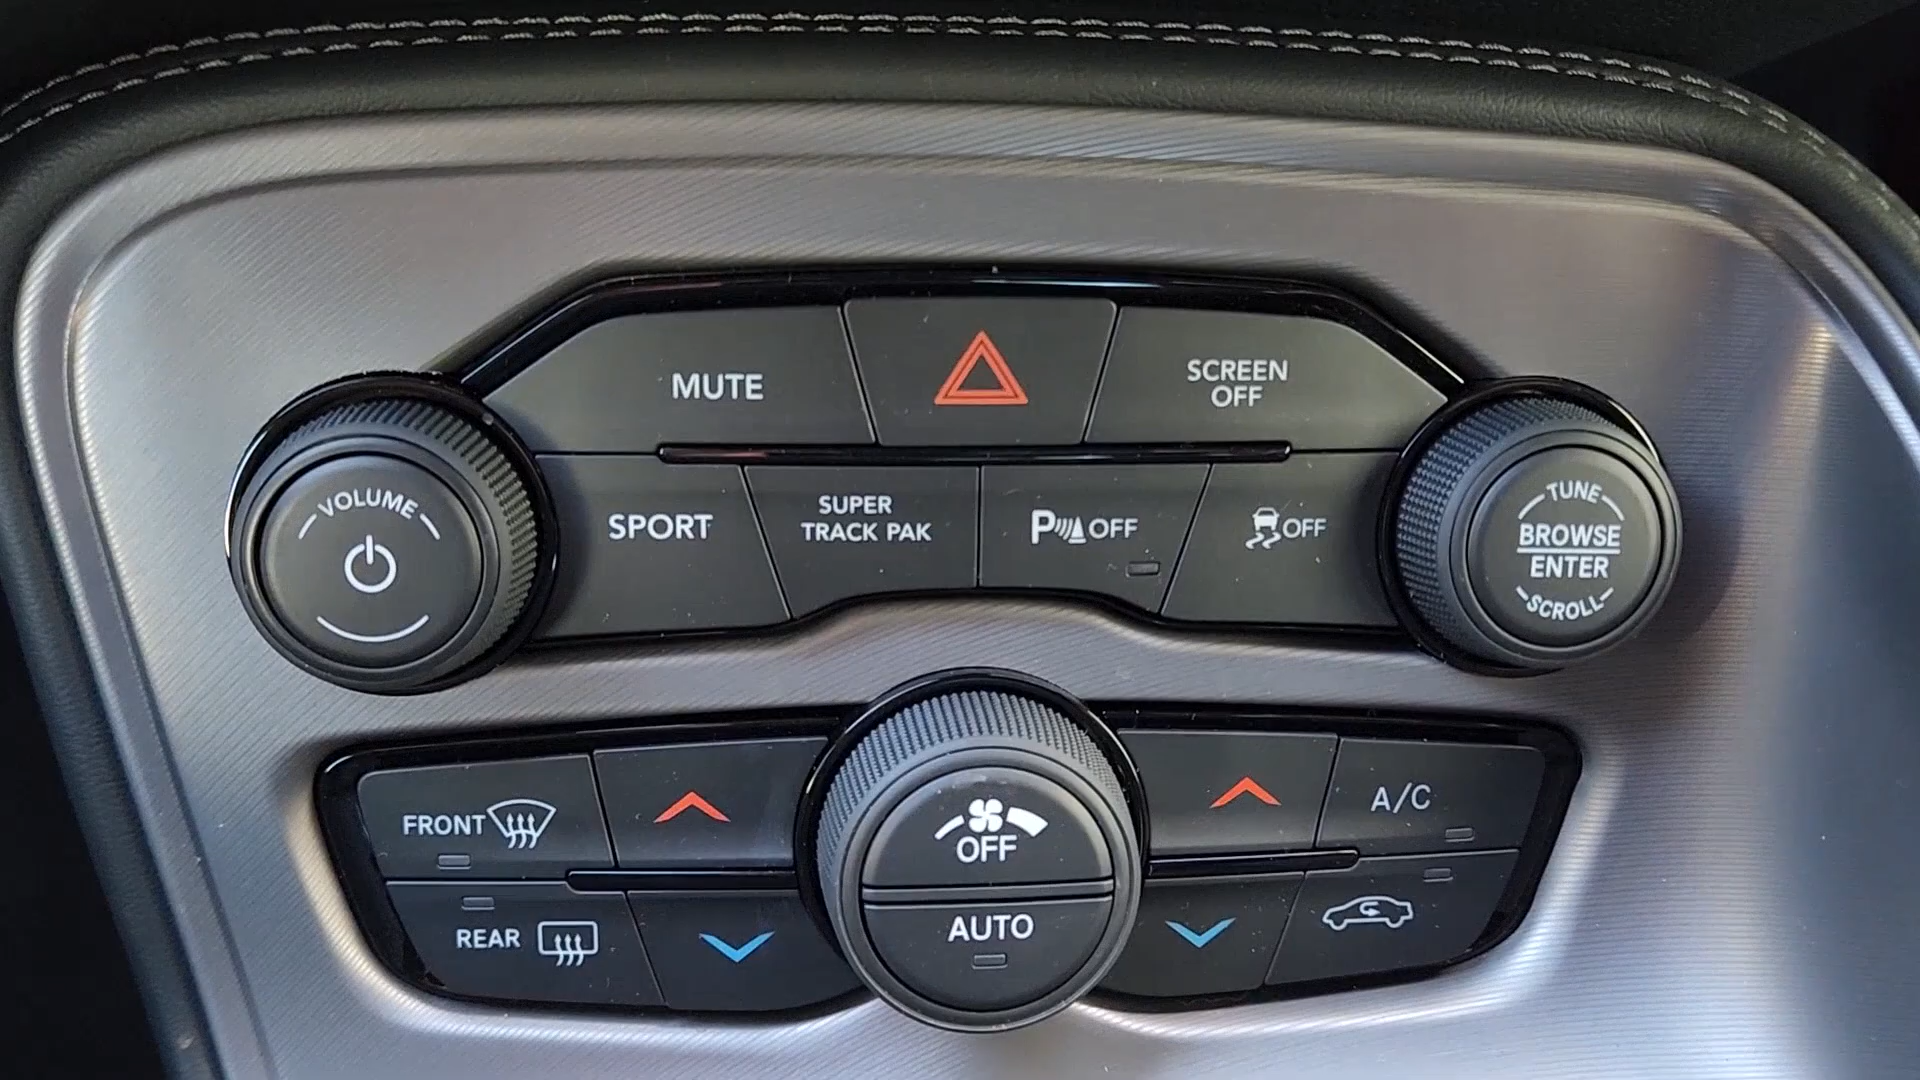 MUTE
SCREEN
OFF
VOLUME
SPORT
SUPER
TRACK PAK
P OFF
OFF
TUNE
BROWSE
ENTER
SCROLL
FRONT
OFF
A/C
REAR
AUTO